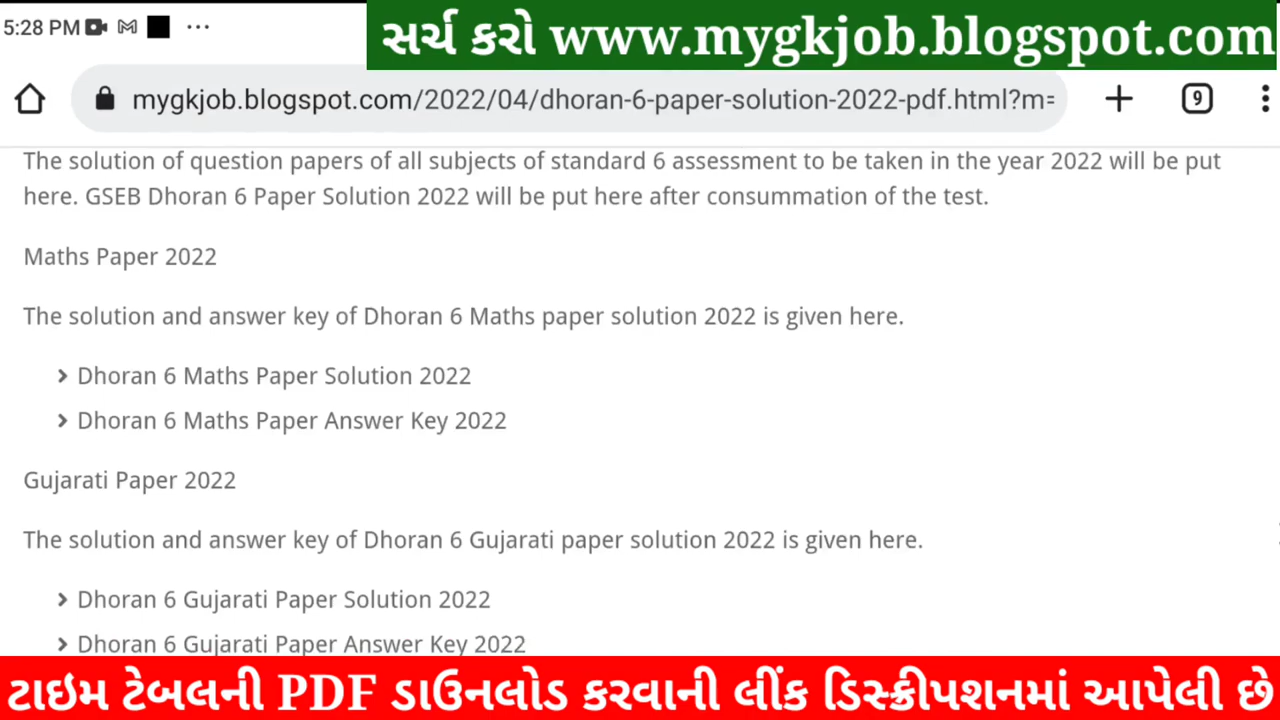 5:28 PM
સર્ચ કરો www.mygkjob.blogspot.com
mygkjob.blogspot.com/2022/04/dhoran-6-paper-solution-2022-pdf.html?m=
9
The solution of question papers of all subjects of standard 6 assessment to be taken in the year 2022 will be put
here. GSEB Dhoran 6 Paper Solution 2022 will be put here after consummation of the test.
Maths Paper 2022
The solution and answer key of Dhoran 6 Maths paper solution 2022 is given here.
Dhoran 6 Maths Paper Solution 2022
Dhoran 6 Maths Paper Answer Key 2022
Gujarati Paper 2022
The solution and answer key of Dhoran 6 Gujarati paper solution 2022 is given here.
Dhoran 6 Gujarati Paper Solution 2022
Dhoran 6 Gujarati Paper Answer Key 2022
ટાઇમ ટેબલની PDF ડાઉનલોડ કરવાની લીંક ડિસ્ક્રીપશનમાં આપેલી છે